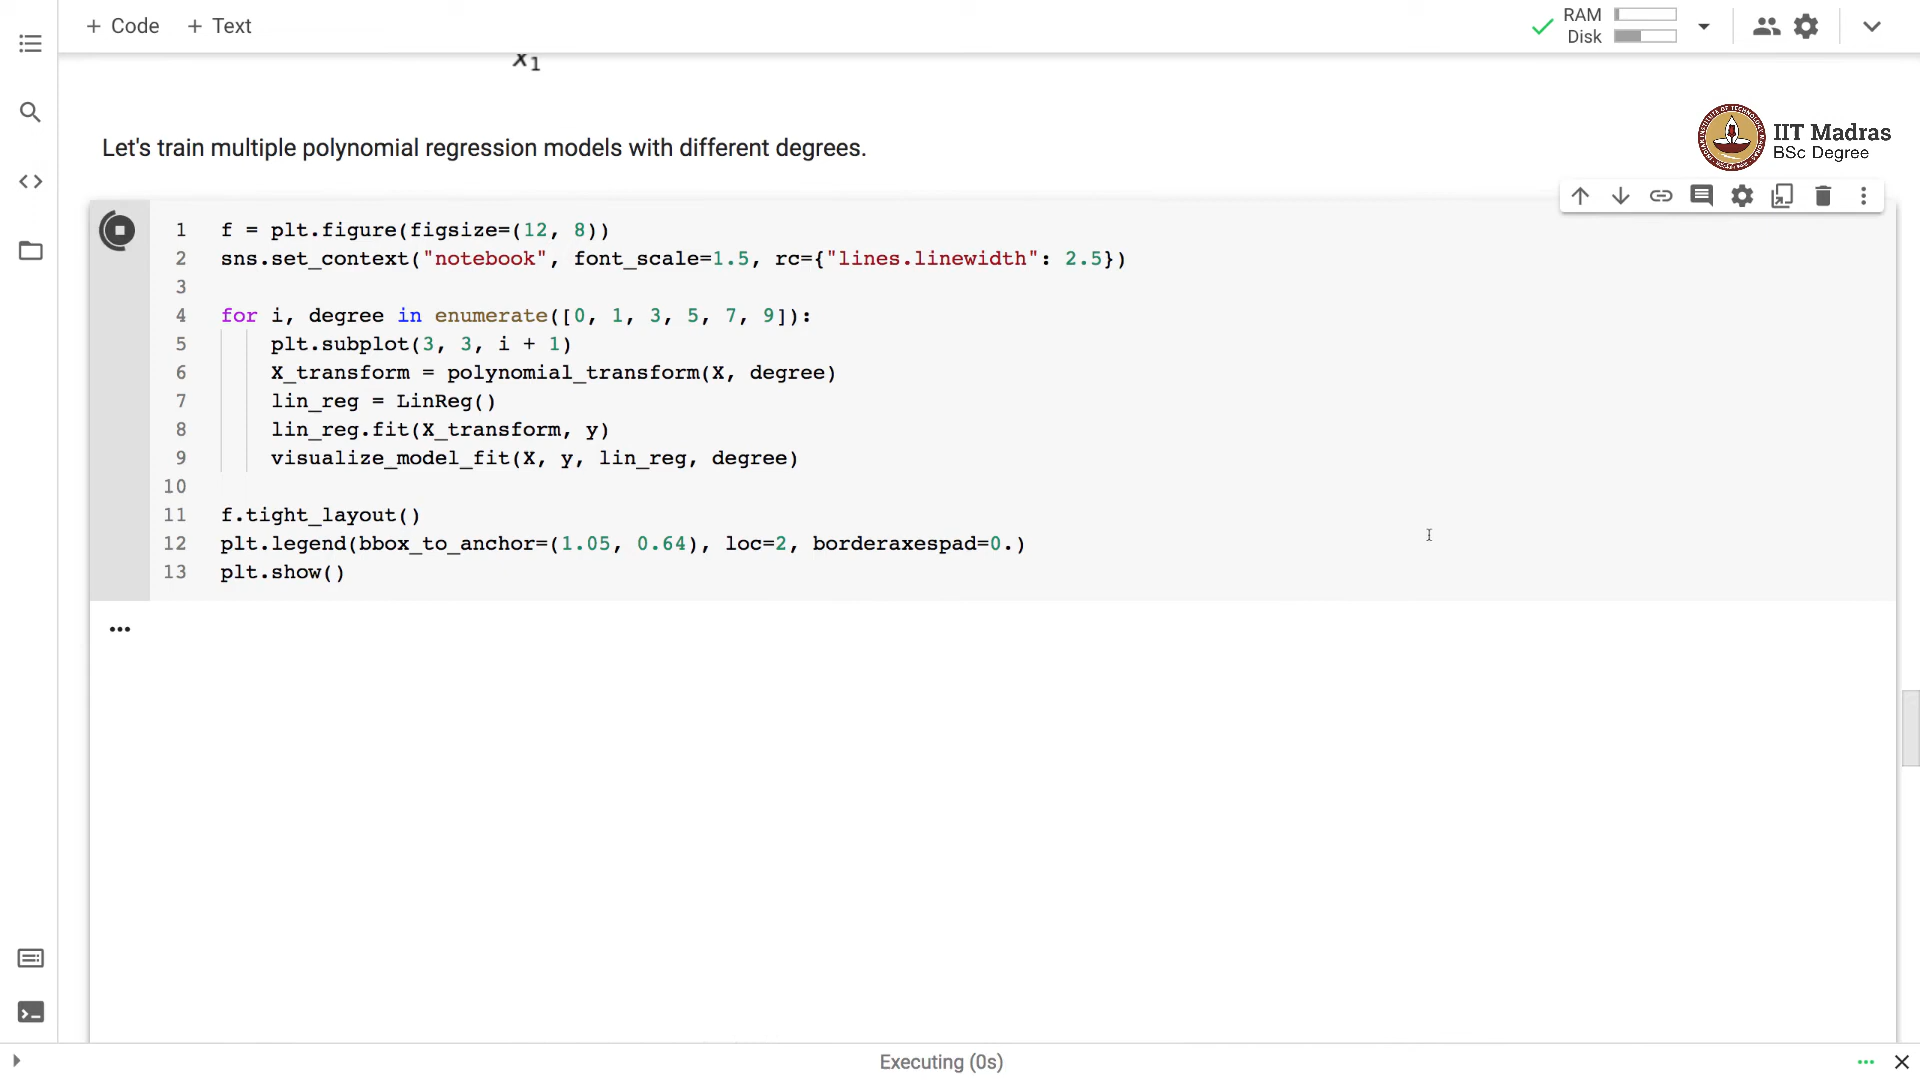 + Code + Text
RAM
Disk
x1
Let's train multiple polynomial regression models with different degrees.
IIT Madras
BSc Degree
1 f = plt.figure(figsize=(12, 8))
2 sns.set_context("notebook", font_scale=1.5, rc={"lines.linewidth": 2.5})
3
4 for i, degree in enumerate([0, 1, 3, 5, 7, 9]):
5     plt.subplot(3, 3, i + 1)
6     X_transform = polynomial_transform(X, degree)
7     lin_reg = LinReg()
8     lin_reg.fit(X_transform, y)
9     visualize_model_fit(X, y, lin_reg, degree)
10
11 f.tight_layout()
12 plt.legend(bbox_to_anchor=(1.05, 0.64), loc=2, borderaxespad=0.)
13 plt.show()
Executing (0s)